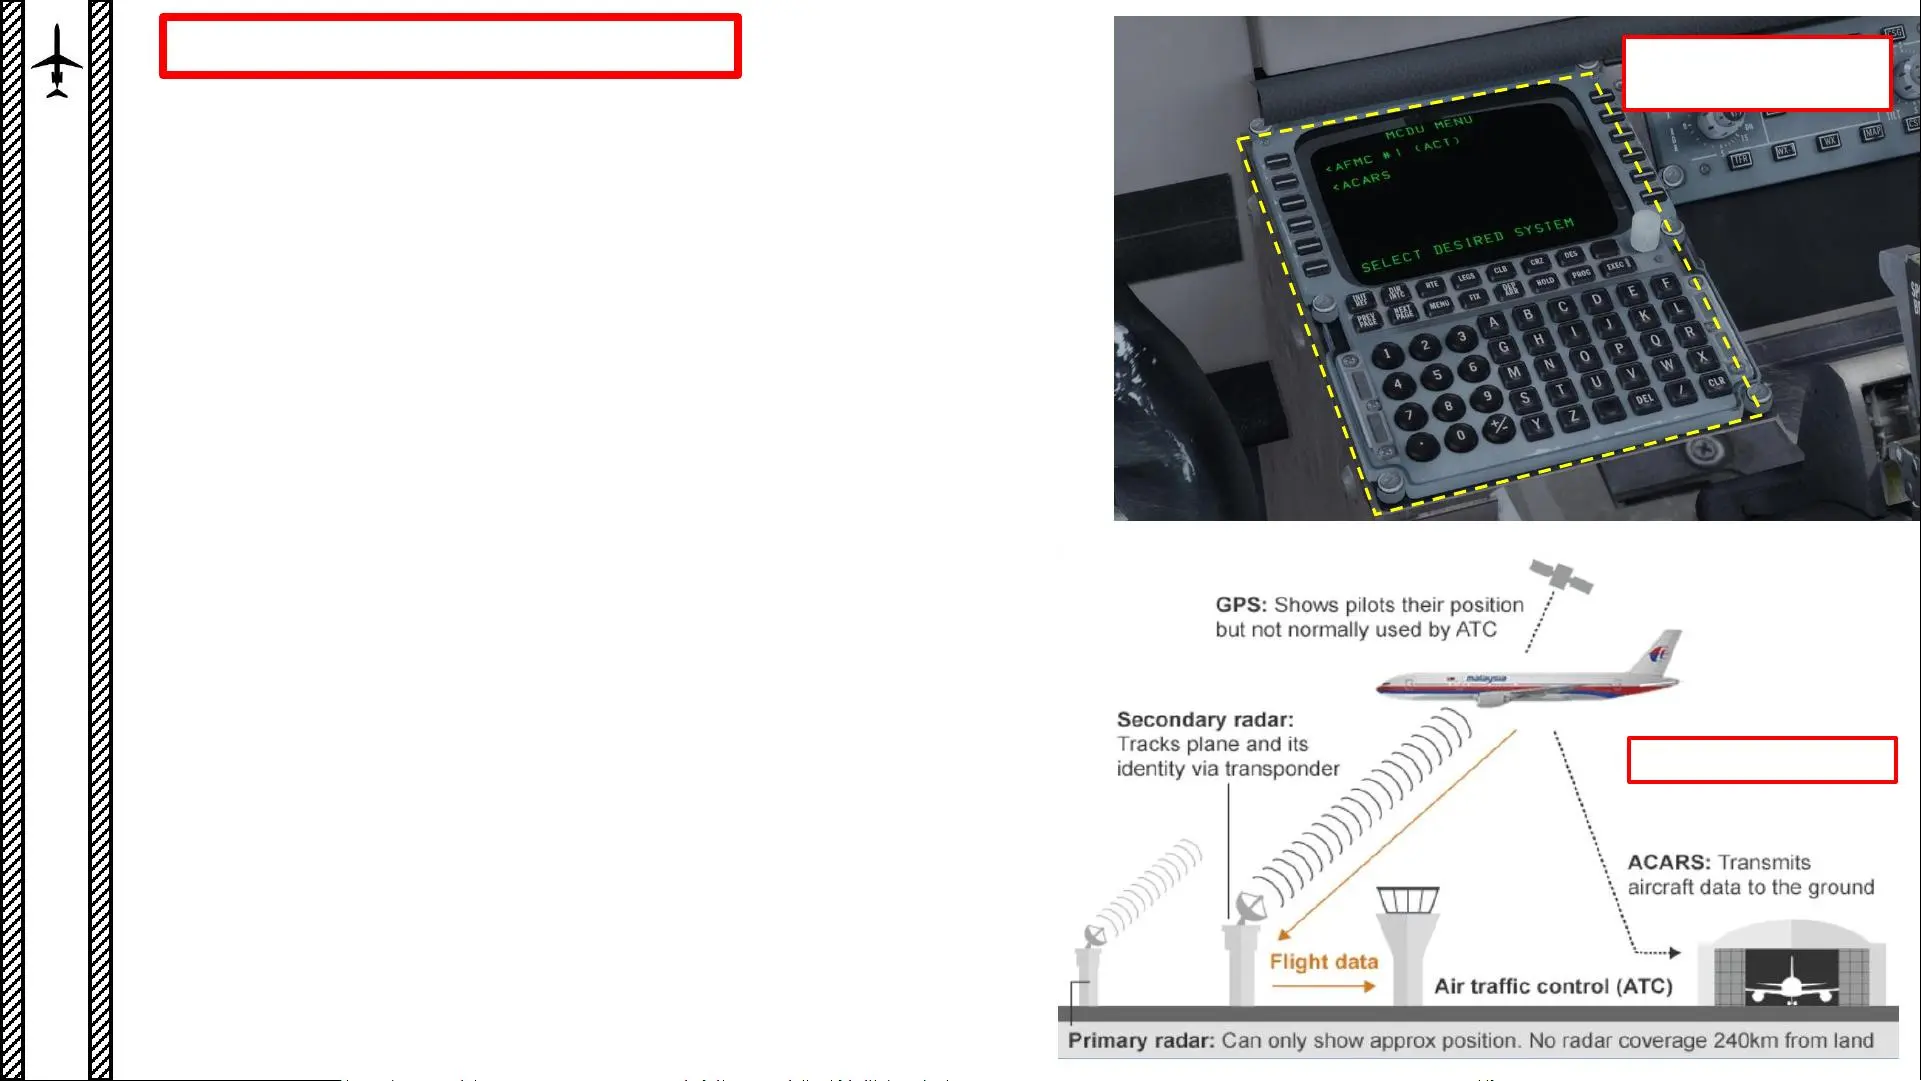 MCDU MENU
<AFMC #1 (ACT)
<ACARS
SELECT DESIRED SYSTEM
INIT REF
DIR INTC
RTE
LEGS
CLB
CRZ
DES
PREV PAGE
NEXT PAGE
MENU
FIX
DEP ARR
HOLD
PROG
EXEC
1 2 3 A B C D E F
4 5 6 G H I J K L
7 8 9 M N O P Q R
. 0 +/- S T U V W X
Y Z DEL / CLR
TFR
WX
MAP
GPS: Shows pilots their position
but not normally used by ATC
malaysia
Secondary radar:
Tracks plane and its
identity via transponder
ACARS: Transmits
aircraft data to the ground
Flight data
Air traffic control (ATC)
Primary radar: Can only show approx position. No radar coverage 240km from land